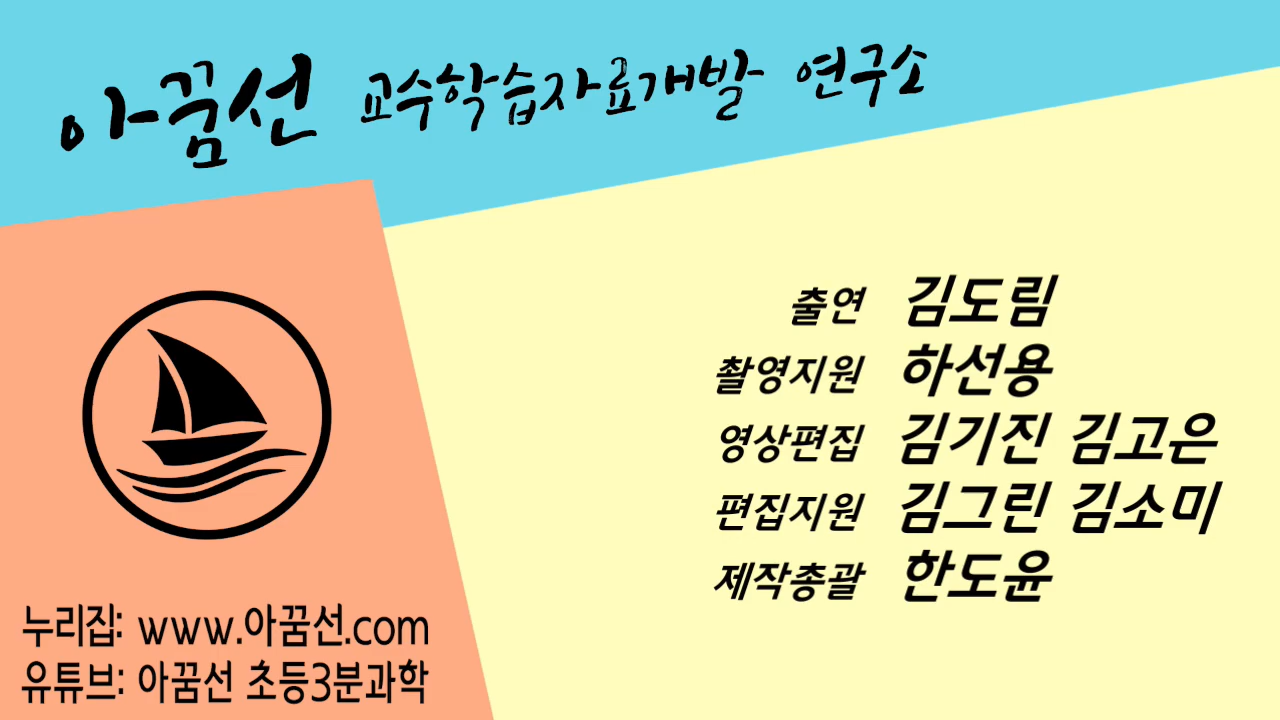 아꿈선 교수학습자료개발 연구소
출연 김도림
촬영지원 하선용
영상편집 김기진 김고은
편집지원 김그린 김소미
제작총괄 한도윤
누리집: www.아꿈선.com
유튜브: 아꿈선 초등3분과학